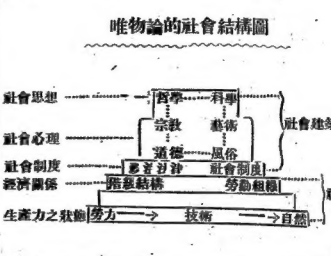 唯物論的社會結構圖
社會思想 哲學 科學
宗教 藝術
社會心理 社會建築
道德 風俗
社會制度 社會制度
經濟關係 階級結構 勞動組織
生產力之狀態 勞力 技術 自然